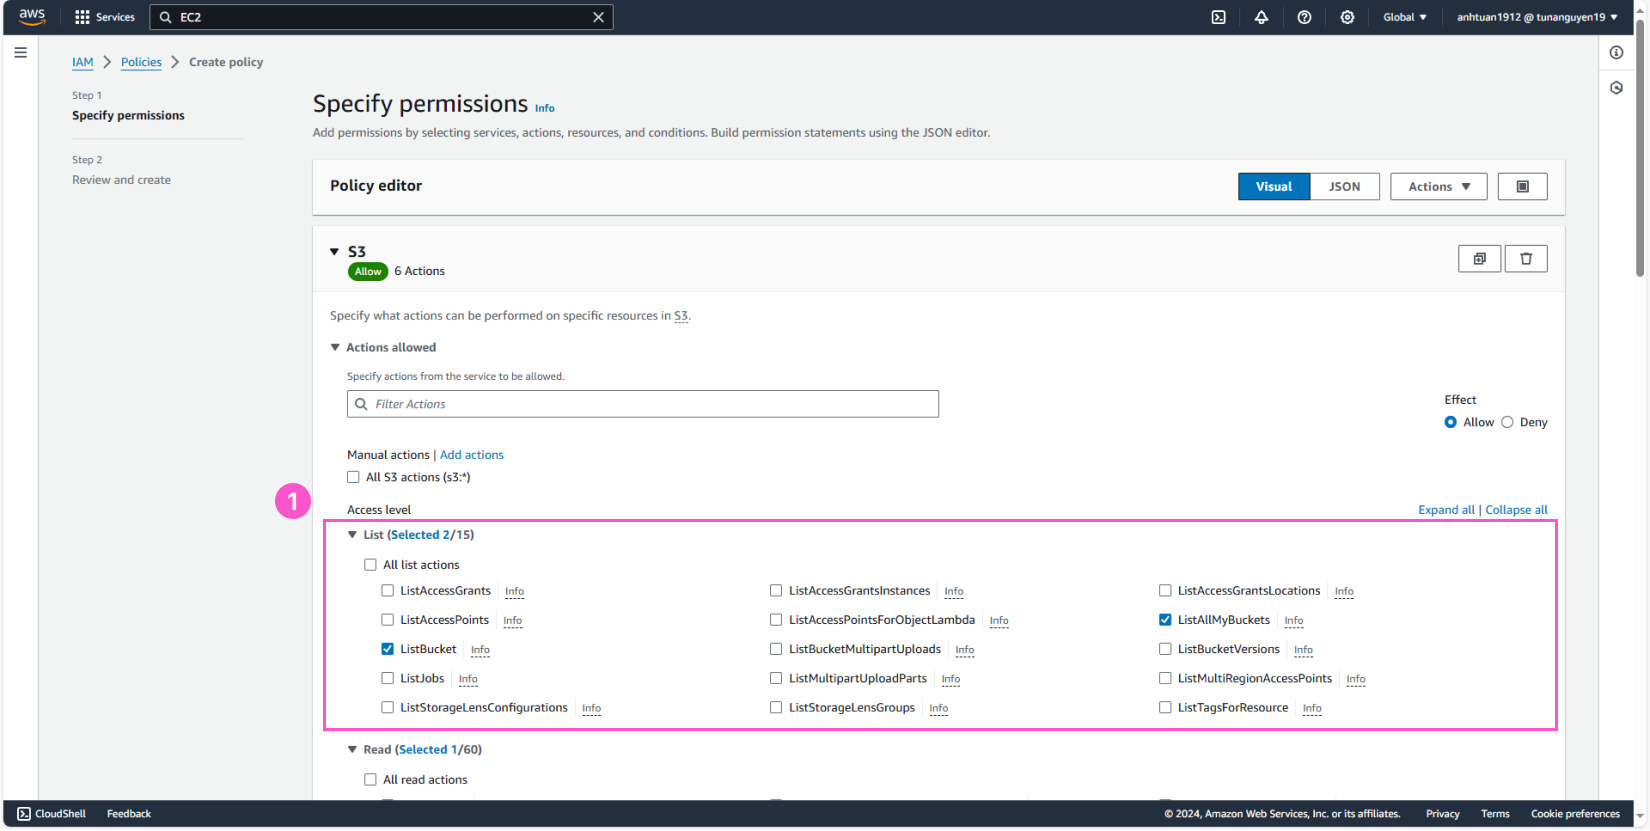 aws
Services
EC2
Global
anhtuan1912 @ tunanguyen19
IAM > Policies > Create policy
Step 1
Specify permissions
Step 2
Review and create
Specify permissions Info
Add permissions by selecting services, actions, resources, and conditions. Build permission statements using the JSON editor.
Policy editor
Visual
JSON
Actions
S3
Allow 6 Actions
Specify what actions can be performed on specific resources in S3.
Actions allowed
Specify actions from the service to be allowed.
Filter Actions
Effect
Allow
Deny
Manual actions | Add actions
All S3 actions (s3:*)
1
Access level
Expand all | Collapse all
List (Selected 2/15)
All list actions
ListAccessGrants Info
ListAccessGrantsInstances Info
ListAccessGrantsLocations Info
ListAccessPoints Info
ListAccessPointsForObjectLambda Info
ListAllMyBuckets Info
ListBucket Info
ListBucketMultipartUploads Info
ListBucketVersions Info
ListJobs Info
ListMultipartUploadParts Info
ListMultiRegionAccessPoints Info
ListStorageLensConfigurations Info
ListStorageLensGroups Info
ListTagsForResource Info
Read (Selected 1/60)
All read actions
CloudShell
Feedback
© 2024, Amazon Web Services, Inc. or its affiliates.
Privacy
Terms
Cookie preferences